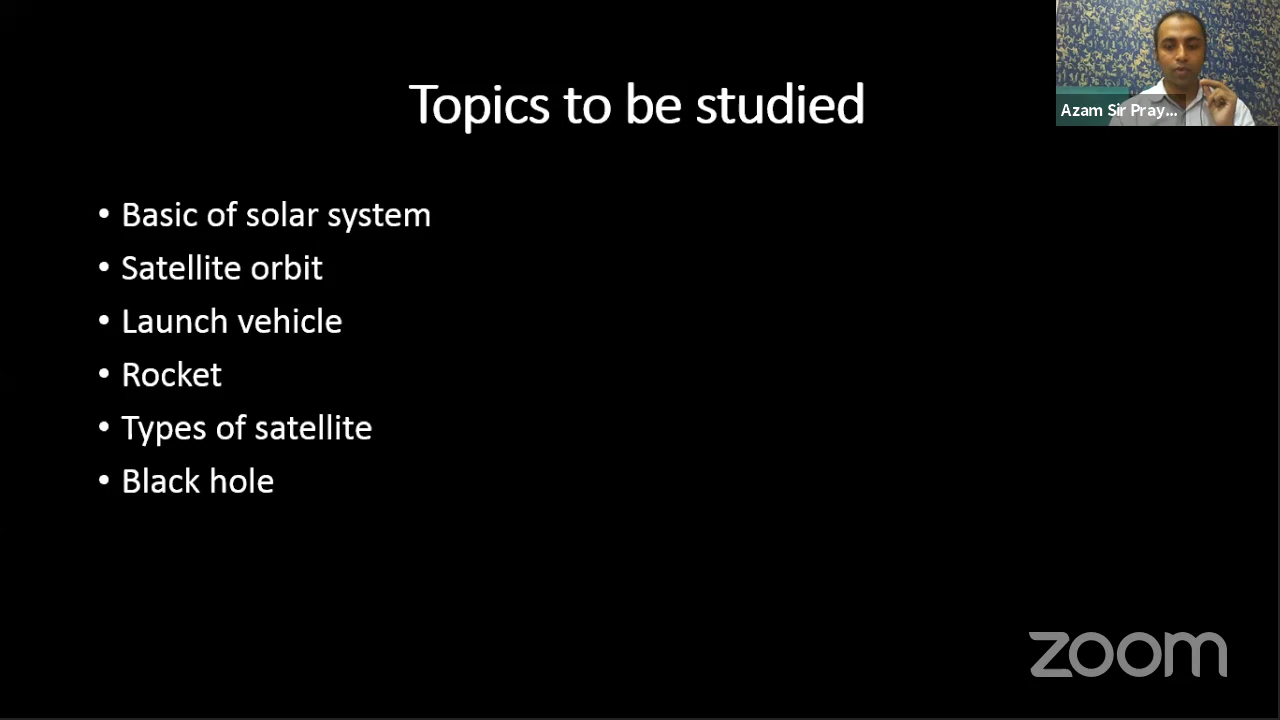 Topics to be studied
Azam Sir Pray...
• Basic of solar system
• Satellite orbit
• Launch vehicle
• Rocket
• Types of satellite
• Black hole
zoom